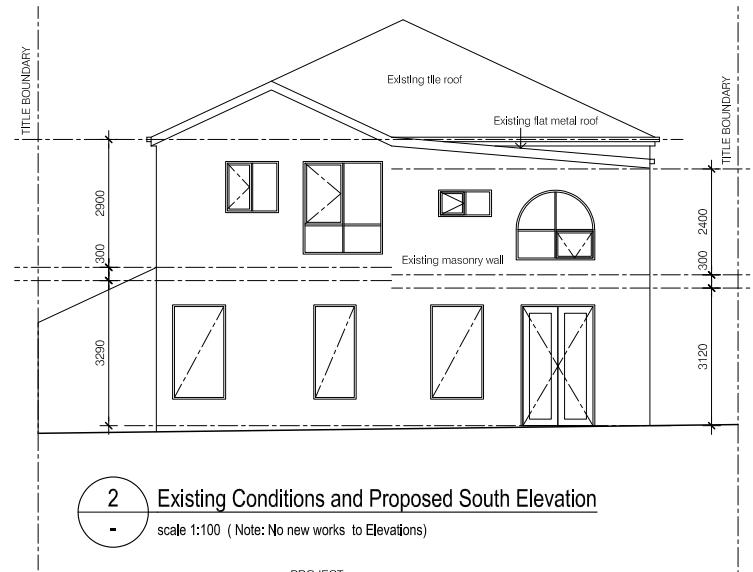 Existing tile roof
Existing flat metal roof
TITLE BOUNDARY
TITLE BOUNDARY
2900
300
3290
2400
300
3120
Existing masonry wall
2
-
Existing Conditions and Proposed South Elevation
scale 1:100 ( Note: No new works to Elevations)
PROJECT